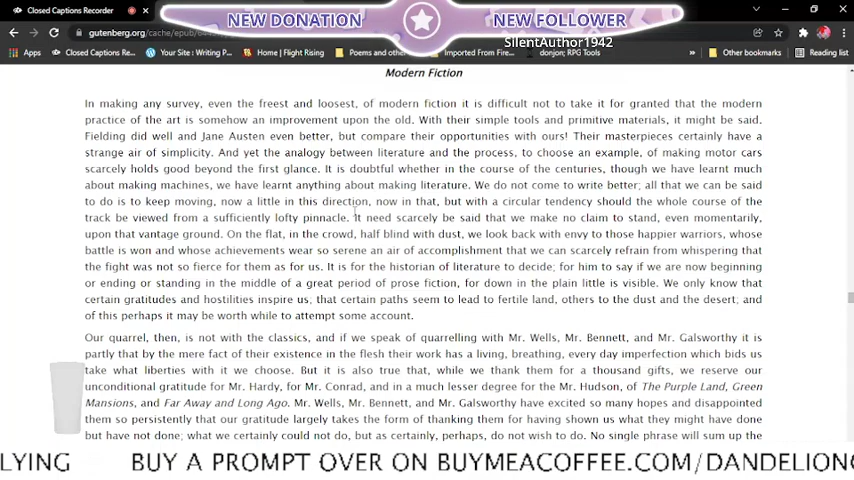 Closed Captions Recorder
NEW DONATION
NEW FOLLOWER
SilentAuthor1942
gutenberg.org/cache/epub/
Apps
Closed Captions Rec...
Your Site : Writing P...
Home | Flight Rising
Poems and
Imported From Fire...
donjon; RPG Tools
»
Other bookmarks
Reading list
Modern Fiction
In making any survey, even the freest and loosest, of modern fiction it is difficult not to take it for granted that the modern
practice of the art is somehow an improvement upon the old. With their simple tools and primitive materials, it might be said.
Fielding did well and Jane Austen even better, but compare their opportunities with ours! Their masterpieces certainly have a
strange air of simplicity. And yet the analogy between literature and the process, to choose an example, of making motor cars
scarcely holds good beyond the first glance. It is doubtful whether in the course of the centuries, though we have learnt much
about making machines, we have learnt anything about making literature. We do not come to write better; all that we can be said
to do is to keep moving, now a little in this direction, now in that, but with a circular tendency should the whole course of the
track be viewed from a sufficiently lofty pinnacle. It need scarcely be said that we make no claim to stand, even momentarily,
upon that vantage ground. On the flat, in the crowd, half blind with dust, we look back with envy to those happier warriors, whose
battle is won and whose achievements wear so serene an air of accomplishment that we can scarcely refrain from whispering that
the fight was not so fierce for them as for us. It is for the historian of literature to decide; for him to say if we are now beginning
or ending or standing in the middle of a great period of prose fiction, for down in the plain little is visible. We only know that
certain gratitudes and hostilities inspire us; that certain paths seem to lead to fertile land, others to the dust and the desert; and
of this perhaps it may be worth while to attempt some account.
Our quarrel, then, is not with the classics, and if we speak of quarrelling with Mr. Wells, Mr. Bennett, and Mr. Galsworthy it is
partly that by the mere fact of their existence in the flesh their work has a living, breathing, every day imperfection which bids us
take what liberties with it we choose. But it is also true that, while we thank them for a thousand gifts, we reserve our
unconditional gratitude for Mr. Hardy, for Mr. Conrad, and in a much lesser degree for the Mr. Hudson, of The Purple Land, Green
Mansions, and Far Away and Long Ago. Mr. Wells, Mr. Bennett, and Mr. Galsworthy have excited so many hopes and disappointed
them so persistently that our gratitude largely takes the form of thanking them for having shown us what they might have done
but have not done; what we certainly could not do, but as certainly, perhaps, do not wish to do. No single phrase will sum up the
LYING BUY A PROMPT OVER ON BUYMEACOFFEE.COM/DANDELION